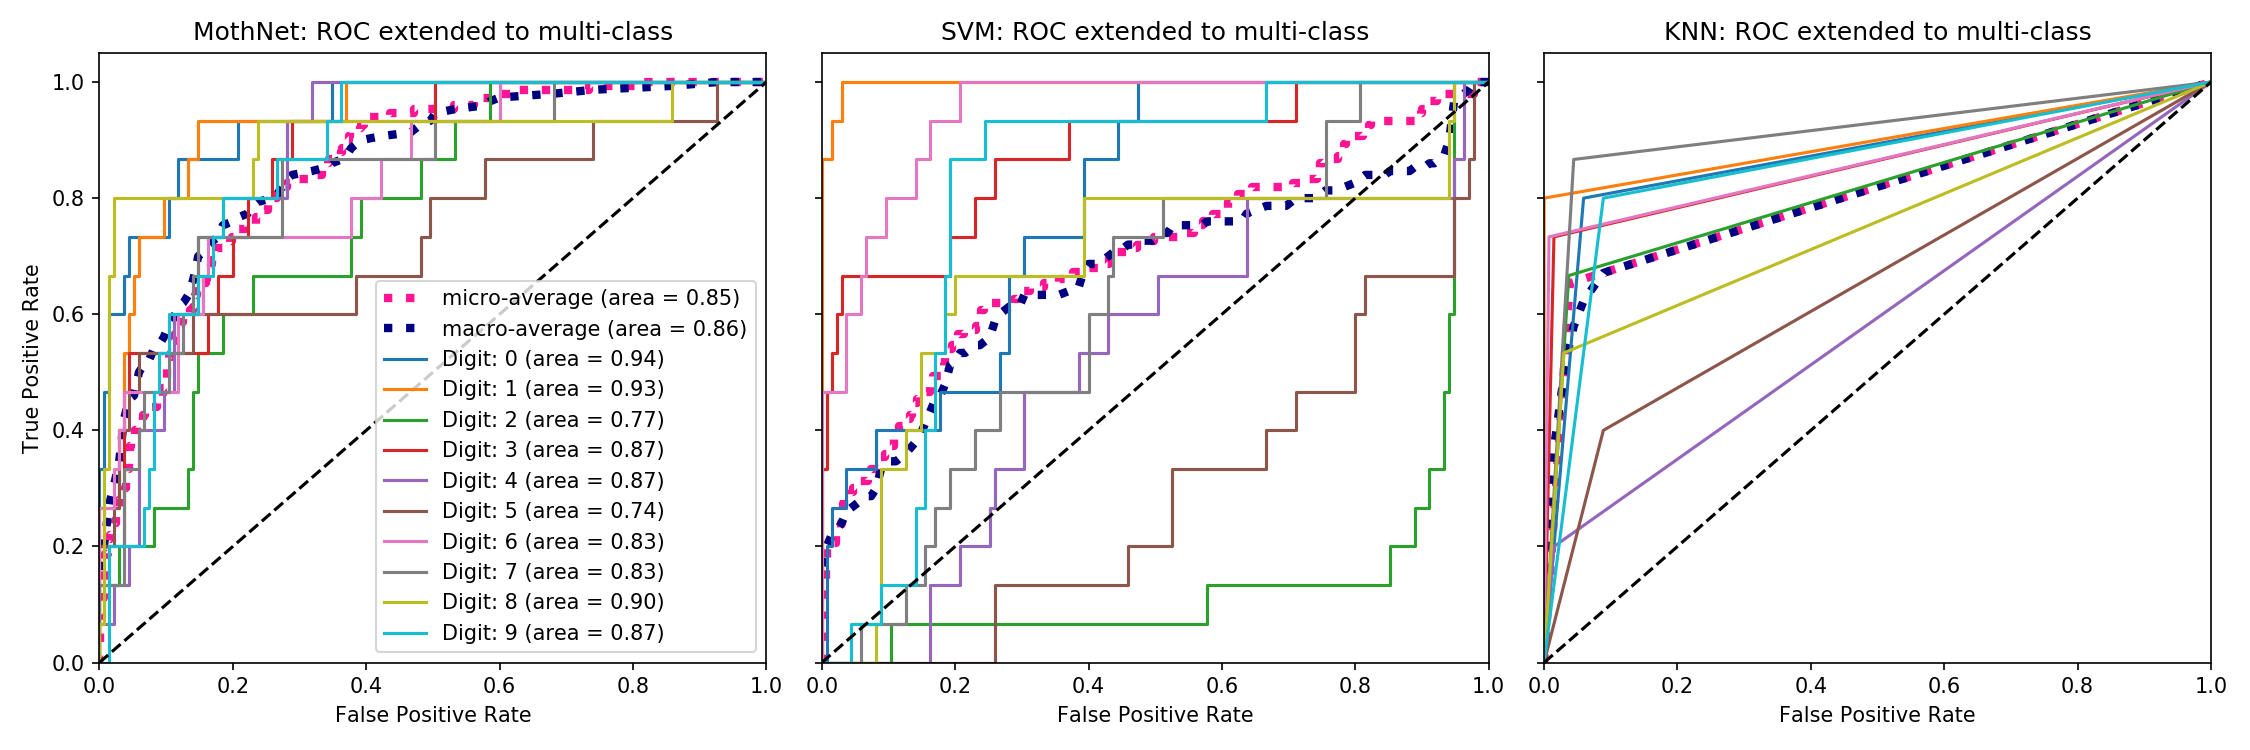 MothNet: ROC extended to multi-class
SVM: ROC extended to multi-class
KNN: ROC extended to multi-class
True Positive Rate
1.0
0.8
0.6
0.4
0.2
0.0
micro-average (area = 0.85)
macro-average (area = 0.86)
Digit: 0 (area = 0.94)
Digit: 1 (area = 0.93)
Digit: 2 (area = 0.77)
Digit: 3 (area = 0.87)
Digit: 4 (area = 0.87)
Digit: 5 (area = 0.74)
Digit: 6 (area = 0.83)
Digit: 7 (area = 0.83)
Digit: 8 (area = 0.90)
Digit: 9 (area = 0.87)
0.0 0.2 0.4 0.6 0.8 1.0
False Positive Rate
0.0 0.2 0.4 0.6 0.8 1.0
False Positive Rate
0.0 0.2 0.4 0.6 0.8 1.0
False Positive Rate